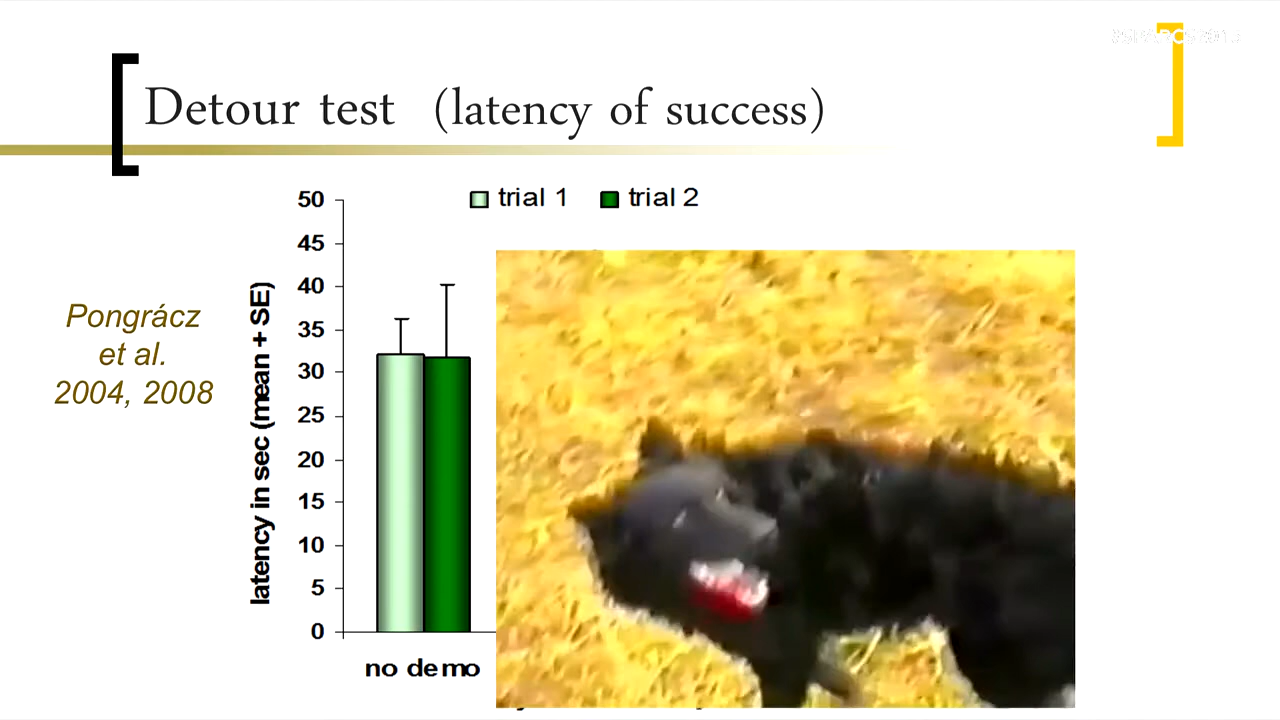 Detour test (latency of success)
trial 1 trial 2
Pongrácz
et al.
2004, 2008
latency in sec (mean + SE)
50
45
40
35
30
25
20
15
10
5
0
no demo